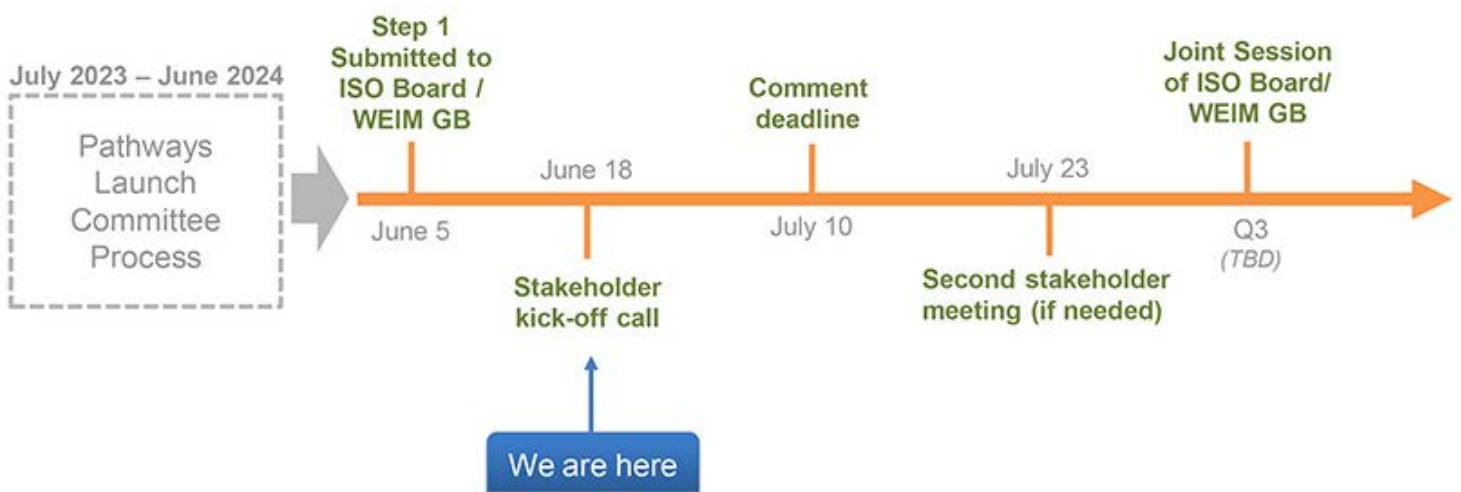 July 2023 – June 2024
Pathways
Launch
Committee
Process
Step 1
Submitted to
ISO Board /
WEIM GB
June 5
June 18
Stakeholder
kick-off call
We are here
Comment
deadline
July 10
July 23
Second stakeholder
meeting (if needed)
Joint Session
of ISO Board/
WEIM GB
Q3
(TBD)